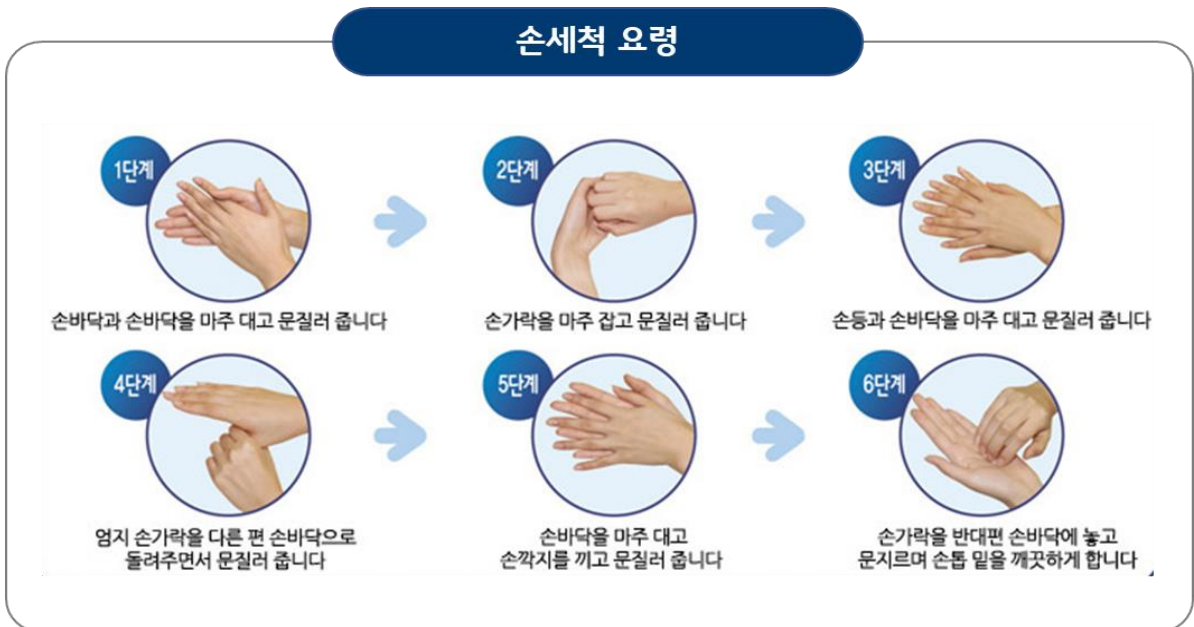 손세척 요령
1단계
2단계
3단계
손바닥과 손바닥을 마주 대고 문질러 줍니다
손가락을 마주 잡고 문질러 줍니다
손등과 손바닥을 마주 대고 문질러 줍니다
4단계
5단계
6단계
엄지 손가락을 다른 편 손바닥으로
돌려주면서 문질러 줍니다
손바닥을 마주 대고
손깍지를 끼고 문질러 줍니다
손가락을 반대편 손바닥에 놓고
문지르며 손톱 밑을 깨끗하게 합니다